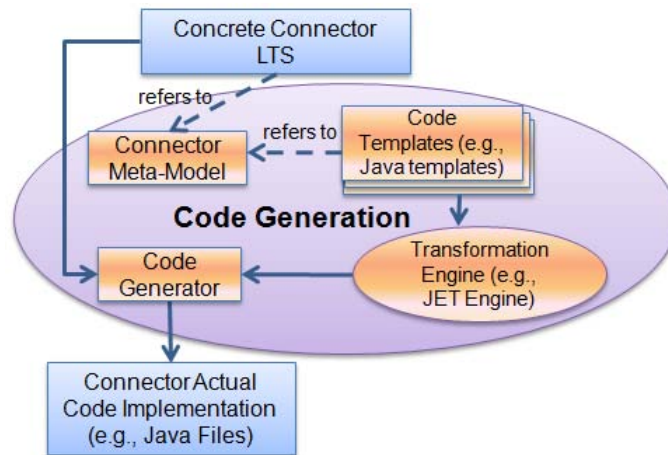 Concrete Connector
LTS
refers to
Code
Templates (e.g.,
Java templates)
refers to
Connector
Meta-Model
Code Generation
Transformation
Engine (e.g.,
JET Engine)
Code
Generator
Connector Actual
Code Implementation
(e.g., Java Files)